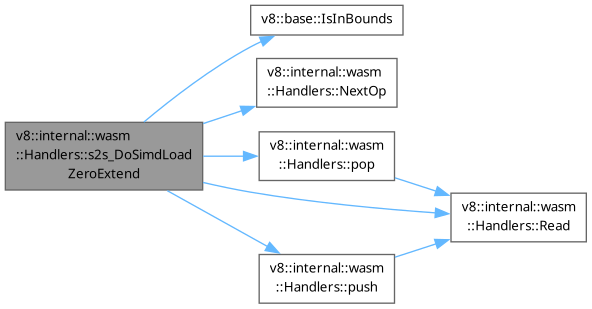 v8::base::IsInBounds
v8::internal::wasm
::Handlers::NextOp
v8::internal::wasm
::Handlers::s2s_DoSimdLoad
ZeroExtend
v8::internal::wasm
::Handlers::pop
v8::internal::wasm
::Handlers::Read
v8::internal::wasm
::Handlers::push